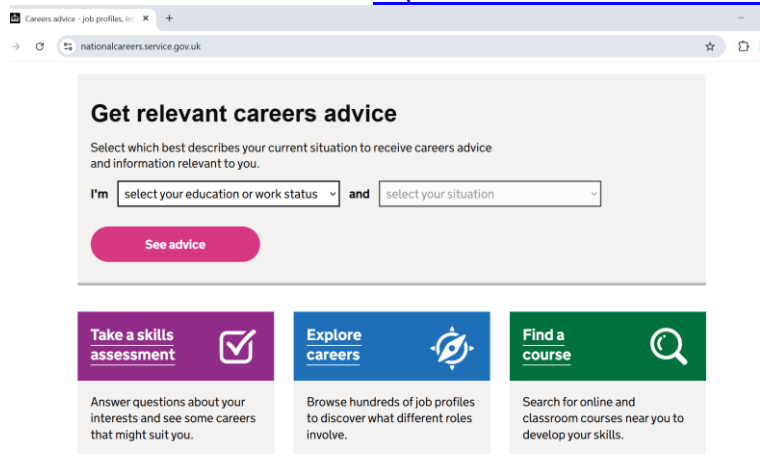 Careers advice - job profiles, in
nationalcareers.service.gov.uk
Get relevant careers advice
Select which best describes your current situation to receive careers advice
and information relevant to you.
I'm select your education or work status and select your situation
See advice
Take a skills
assessment
Explore
careers
Find a
course
Answer questions about your
interests and see some careers
that might suit you.
Browse hundreds of job profiles
to discover what different roles
involve.
Search for online and
classroom courses near you to
develop your skills.